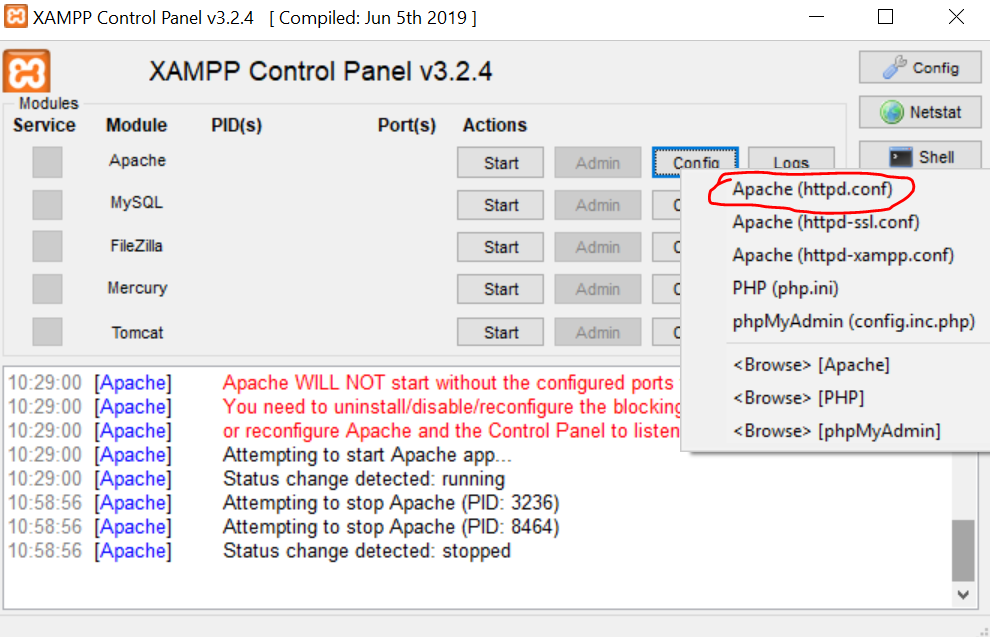 XAMPP Control Panel v3.2.4 [ Compiled: Jun 5th 2019 ]
XAMPP Control Panel v3.2.4
Config
Modules
Service Module PID(s) Port(s) Actions
Netstat
Apache Start Admin Config Logs
Shell
Apache (httpd.conf)
MySQL Start Admin
Apache (httpd-ssl.conf)
FileZilla Start Admin
Apache (httpd-xampp.conf)
Mercury Start Admin
PHP (php.ini)
Tomcat Start Admin
phpMyAdmin (config.inc.php)
<Browse> [Apache]
<Browse> [PHP]
<Browse> [phpMyAdmin]
10:29:00 [Apache] Apache WILL NOT start without the configured ports
10:29:00 [Apache] You need to uninstall/disable/reconfigure the blocking
10:29:00 [Apache] or reconfigure Apache and the Control Panel to listen
10:29:00 [Apache] Attempting to start Apache app...
10:29:00 [Apache] Status change detected: running
10:58:56 [Apache] Attempting to stop Apache (PID: 3236)
10:58:56 [Apache] Attempting to stop Apache (PID: 8464)
10:58:56 [Apache] Status change detected: stopped